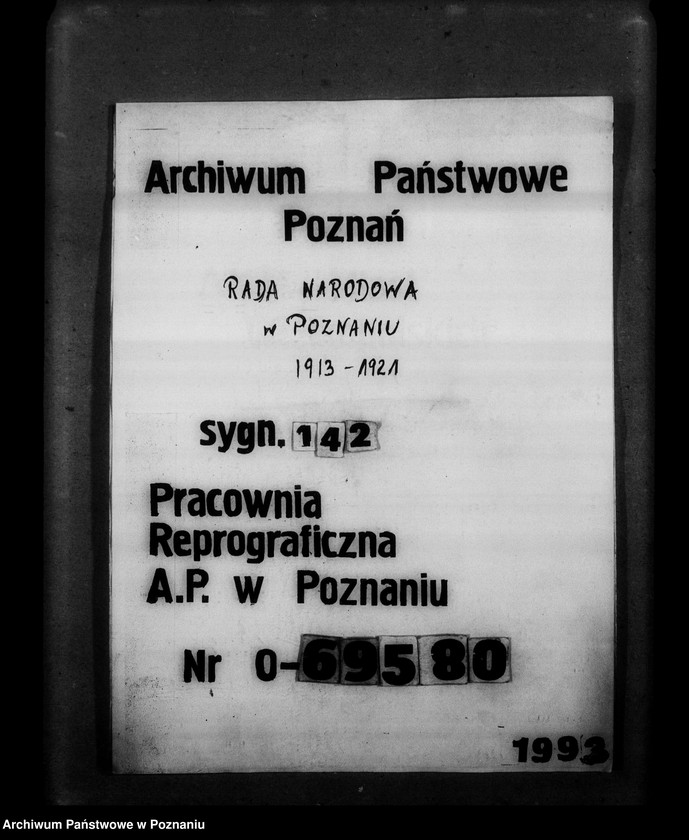 Archiwum Państwowe
Poznań
RADA NARODOWA
w POZNANIU
1913-1921
sygn. 142
Pracownia
Reprograficzna
A.P. w Poznaniu
Nr O-69580
1993
Archiwum Państwowe w Poznaniu